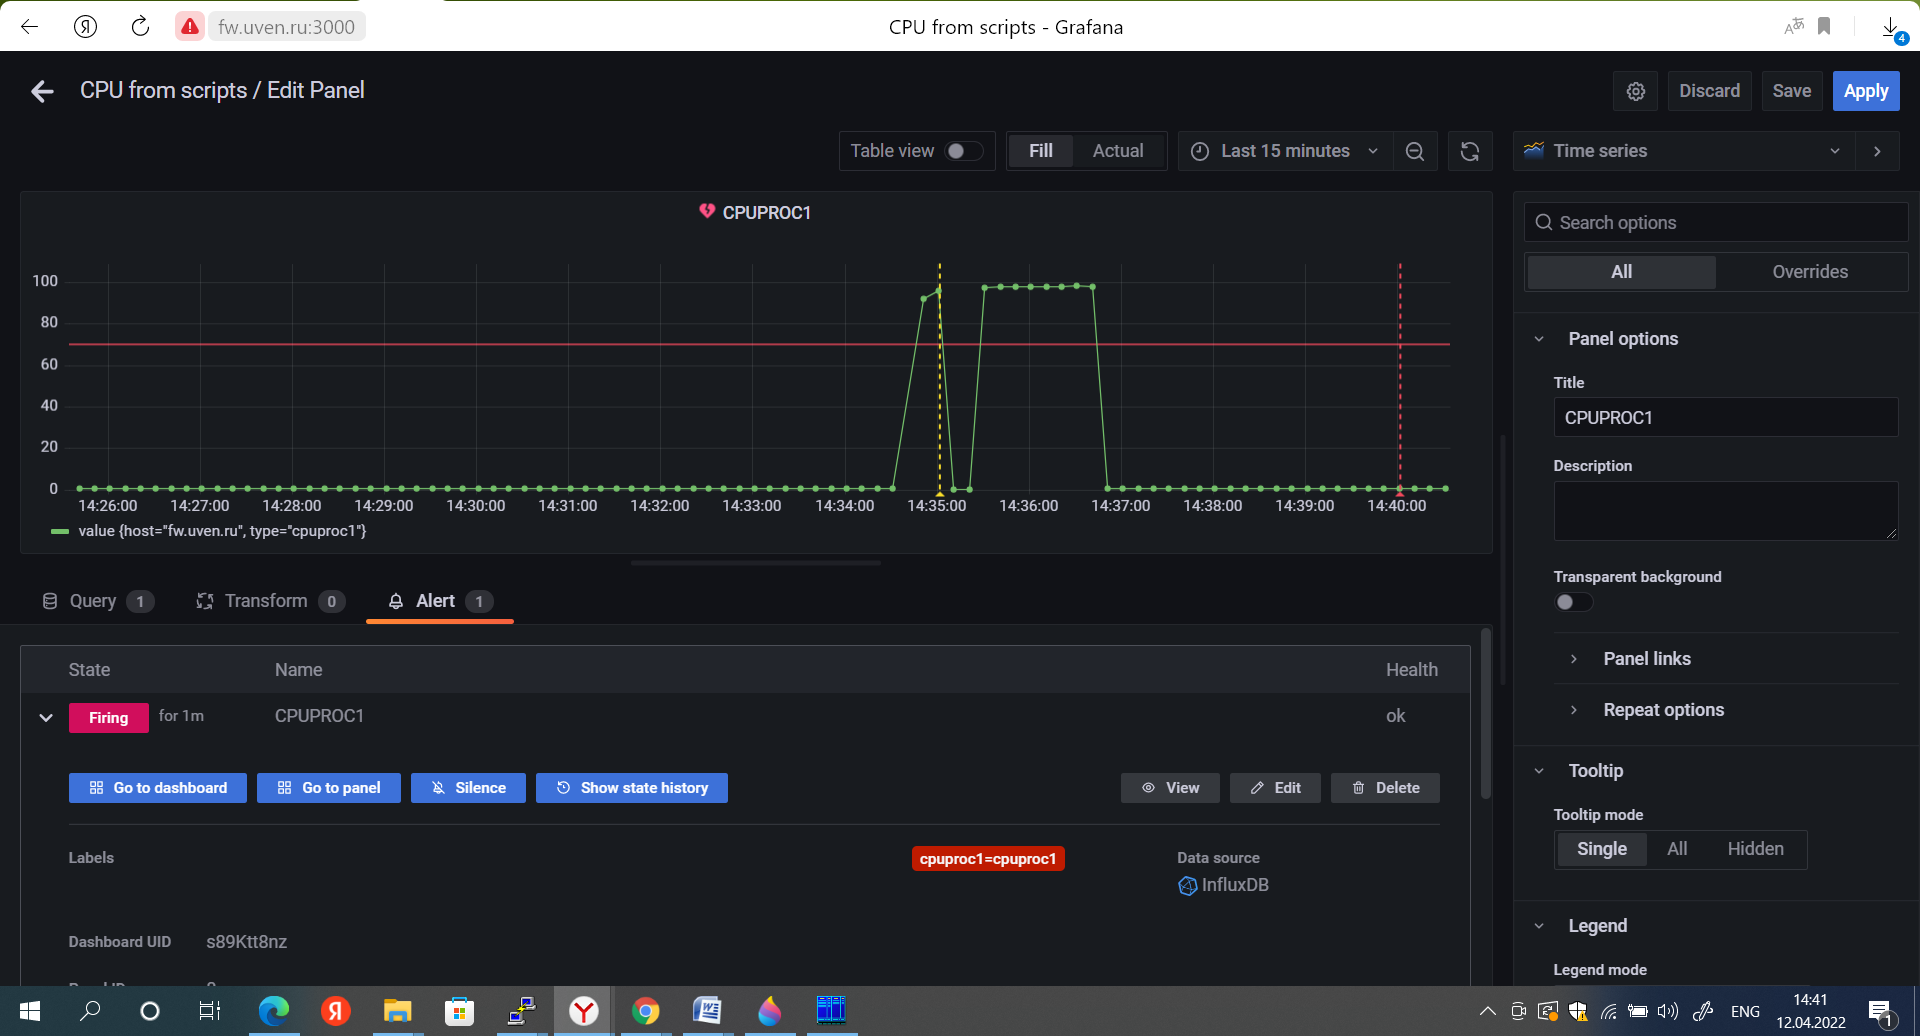 fw.uven.ru:3000
CPU from scripts - Grafana
4
CPU from scripts / Edit Panel
Discard
Save
Apply
Table view
Fill
Actual
Last 15 minutes
Time series
CPUPROC1
Search options
All
Overrides
100
80
60
40
20
0
14:26:00 14:27:00 14:28:00 14:29:00 14:30:00 14:31:00 14:32:00 14:33:00 14:34:00 14:35:00 14:36:00 14:37:00 14:38:00 14:39:00 14:40:00
value {host="fw.uven.ru", type="cpuproc1"}
Panel options
Title
CPUPROC1
Description
Transparent background
Panel links
Repeat options
Tooltip
Tooltip mode
Single
All
Hidden
Legend
Legend mode
Query 1
Transform 0
Alert 1
State
Name
Health
Firing
for 1m
CPUPROC1
ok
Go to dashboard
Go to panel
Silence
Show state history
View
Edit
Delete
Labels
cpuproc1=cpuproc1
Data source
InfluxDB
Dashboard UID
s89Ktt8nz
Я
Y
ENG
14:41
12.04.2022
1